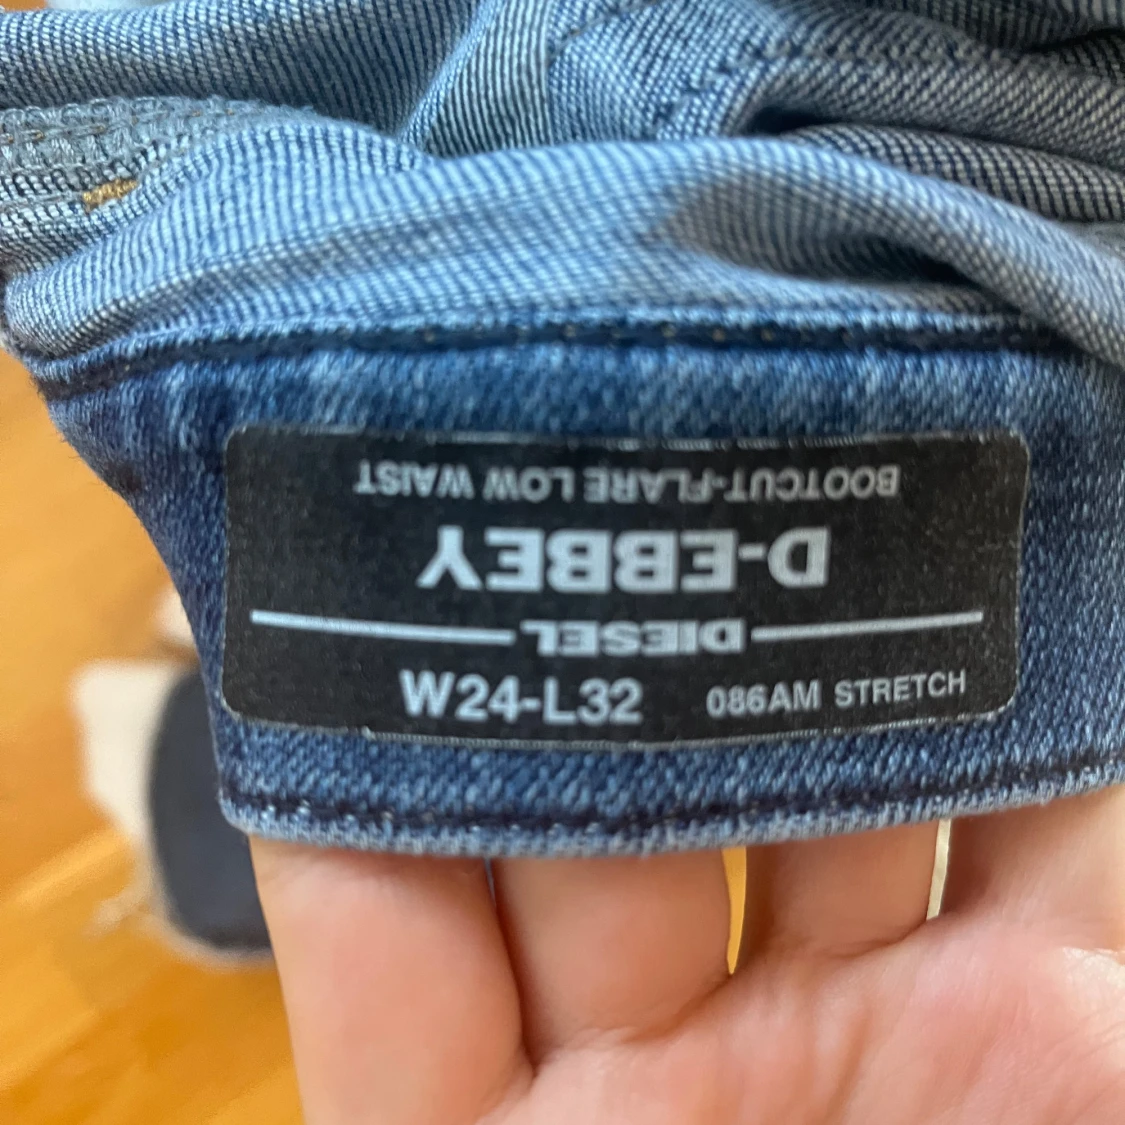 BOOTCUT-FLARE LOW WAIST
D-EBBEY
DIESEL
W24-L32 086AM STRETCH